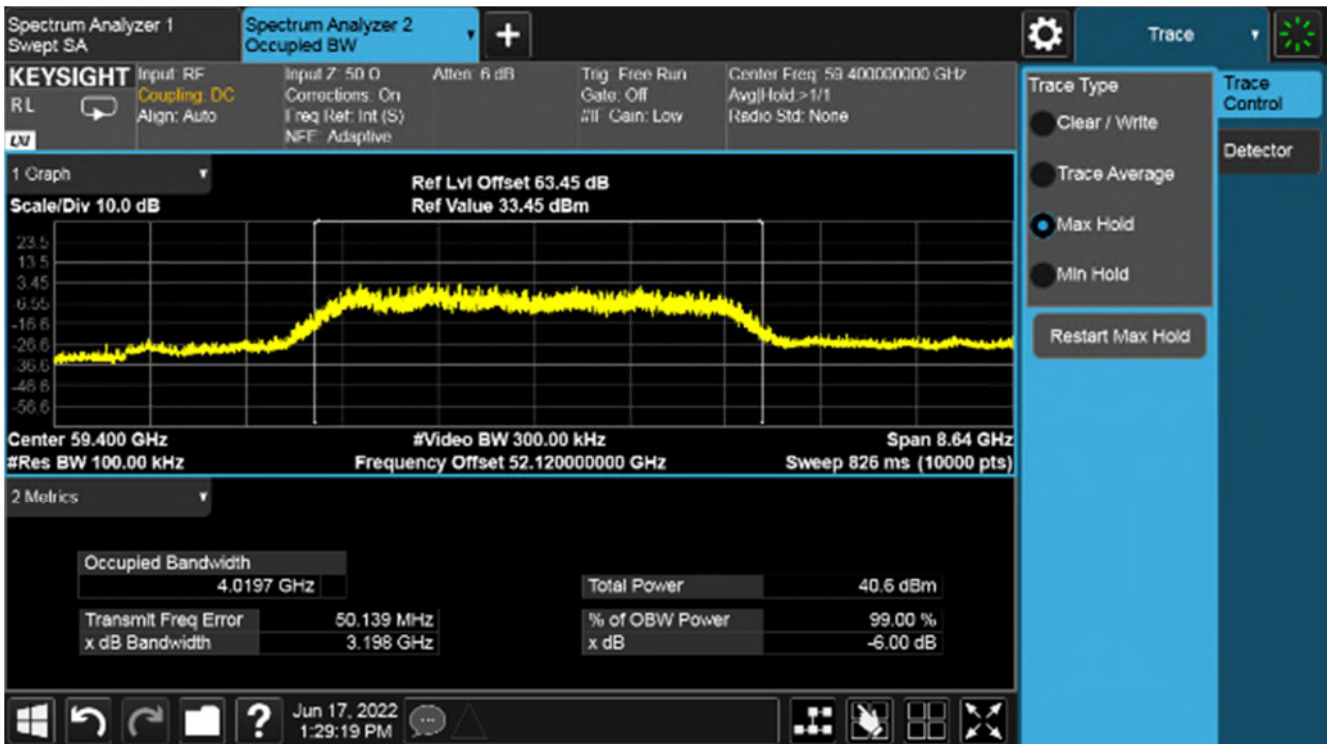 Spectrum Analyzer 1
Swept SA
Spectrum Analyzer 2
Occupied BW
Trace
KEYSIGHT
RL
LXI
Input: RF
Coupling: DC
Align: Auto
Input Z: 50 Ω
Corrections: On
Freq Ref: Int (S)
NFE: Adaptive
Atten: 6 dB
Trig: Free Run
Gate: Off
#IF Gain: Low
Center Freq: 59.400000000 GHz
Avg|Hold:>1/1
Radio Std: None
1 Graph
Scale/Div 10.0 dB
Ref Lvl Offset 63.45 dB
Ref Value 33.45 dBm
23.5
13.5
3.45
-6.55
-16.6
-26.6
-36.6
-46.6
-56.6
Center 59.400 GHz
#Res BW 100.00 kHz
#Video BW 300.00 kHz
Frequency Offset 52.120000000 GHz
Span 8.64 GHz
Sweep 826 ms (10000 pts)
2 Metrics
Occupied Bandwidth
4.0197 GHz
Transmit Freq Error 50.139 MHz
x dB Bandwidth 3.198 GHz
Total Power 40.6 dBm
% of OBW Power 99.00 %
x dB -6.00 dB
Trace Type
Clear / Write
Trace Average
Max Hold
Min Hold
Restart Max Hold
Trace
Control
Detector
?
Jun 17, 2022
1:29:19 PM